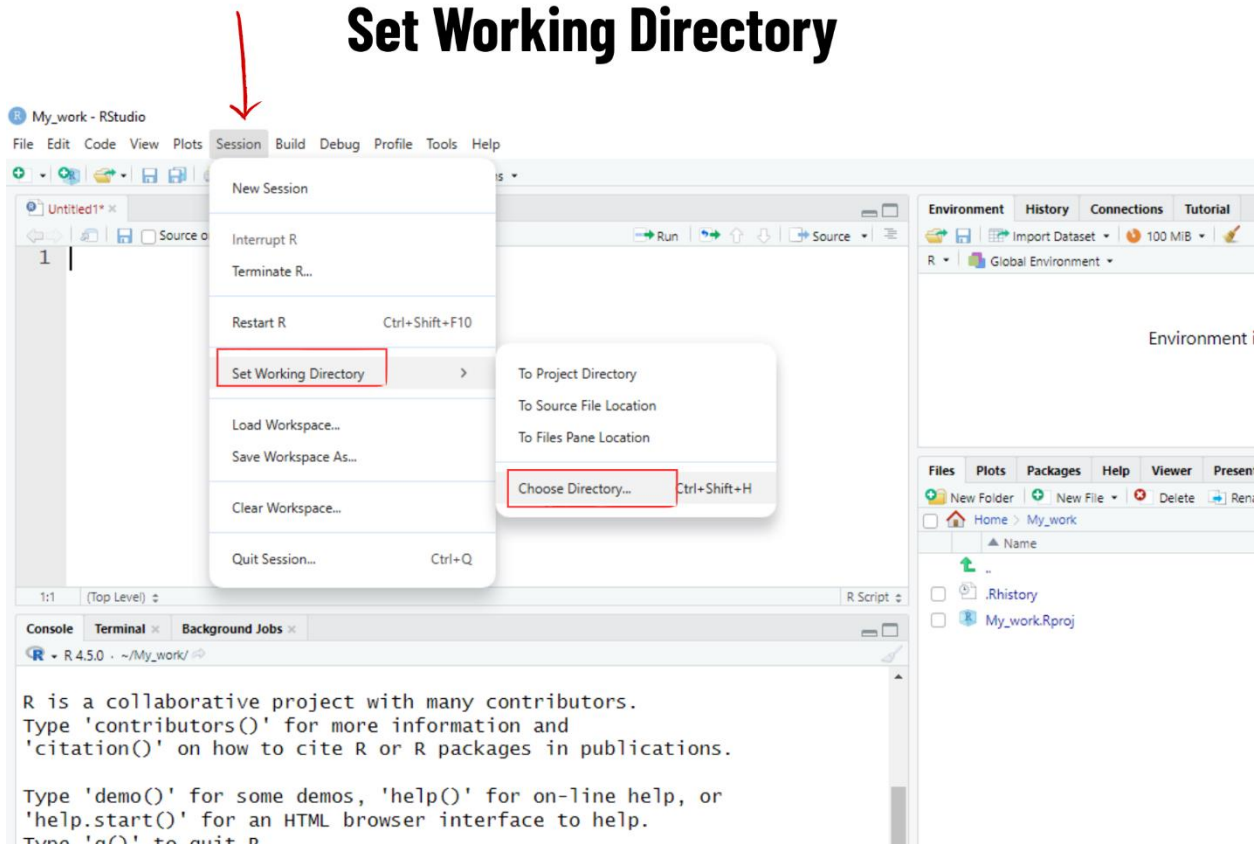 Set Working Directory
My_work - RStudio
File Edit Code View Plots Session Build Debug Profile Tools Help
Untitled1*
Source o
Run
Source
1
New Session
Interrupt R
Terminate R...
Restart R Ctrl+Shift+F10
Set Working Directory
Load Workspace...
Save Workspace As...
Clear Workspace...
Quit Session... Ctrl+Q
To Project Directory
To Source File Location
To Files Pane Location
Choose Directory... Ctrl+Shift+H
1:1 (Top Level) R Script
Console Terminal Background Jobs
R 4.5.0 · ~/My_work/
R is a collaborative project with many contributors.
Type 'contributors()' for more information and
'citation()' on how to cite R or R packages in publications.
Type 'demo()' for some demos, 'help()' for on-line help, or
'help.start()' for an HTML browser interface to help.
Type 'q()' to quit R.
Environment History Connections Tutorial
Import Dataset 100 MiB
R Global Environment
Environment i
Files Plots Packages Help Viewer Presen
New Folder New File Delete Rena
Home My_work
Name
..
.Rhistory
My_work.Rproj